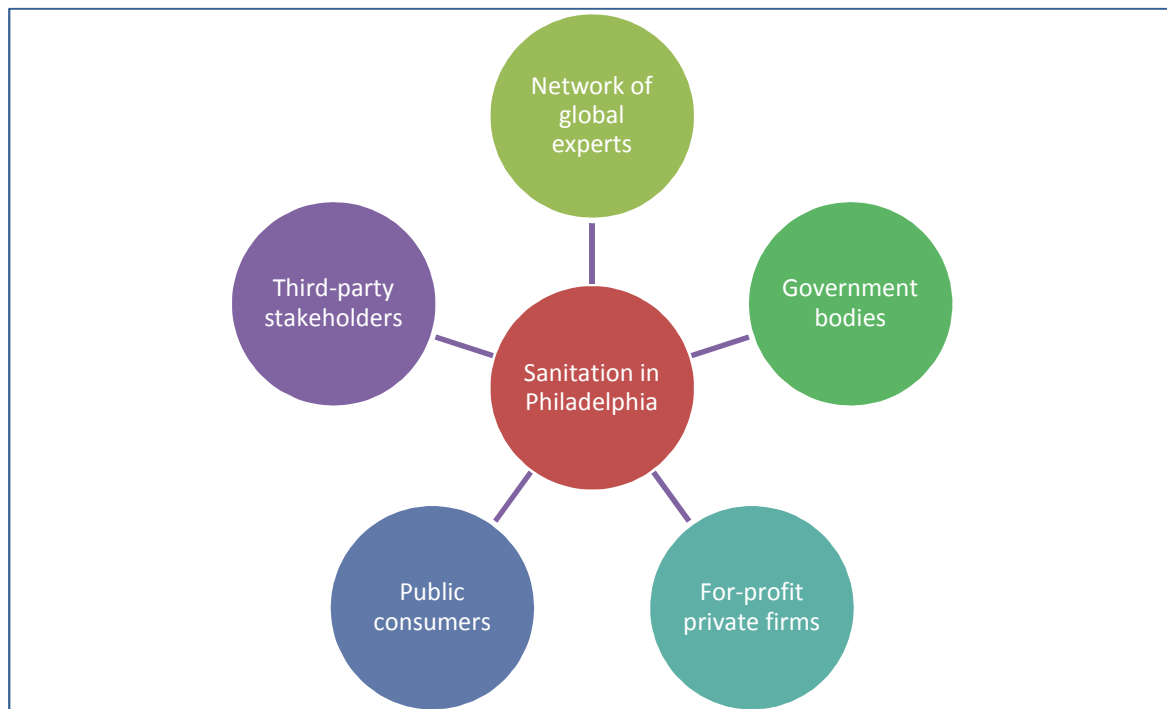 Network of
global
experts
Third-party
stakeholders
Government
bodies
Sanitation in
Philadelphia
Public
consumers
For-profit
private firms